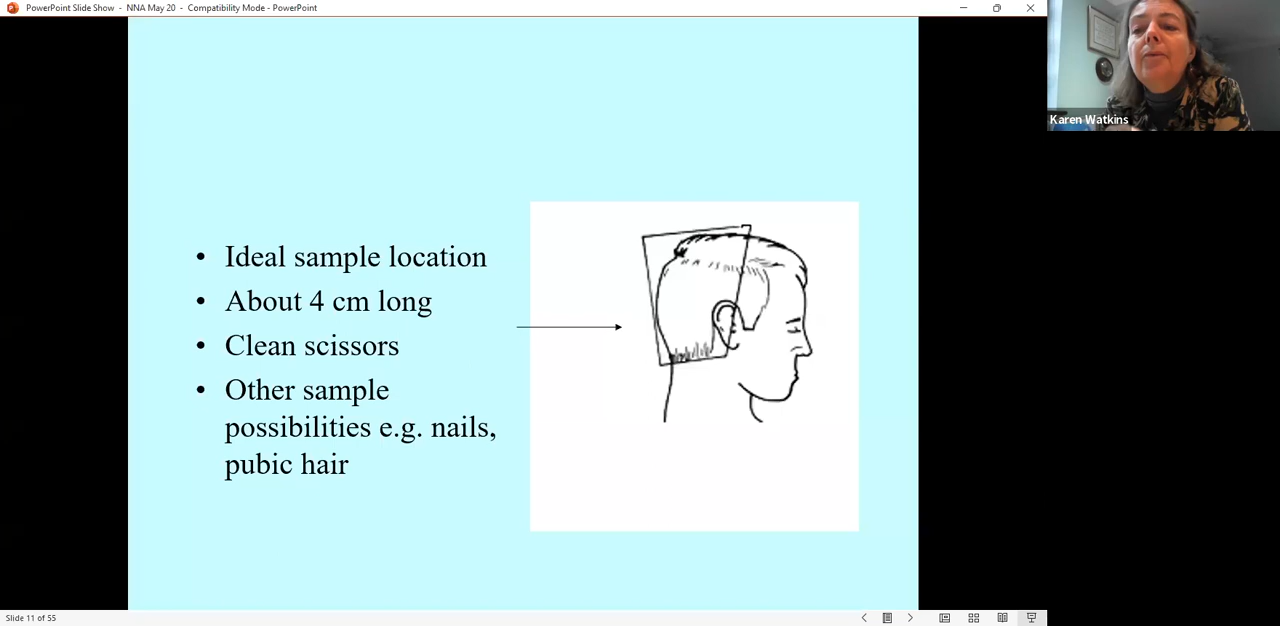 PowerPoint Slide Show - NNA May 20 - Compatibility Mode - PowerPoint
Karen Watkins
• Ideal sample location
• About 4 cm long
• Clean scissors
• Other sample
possibilities e.g. nails,
pubic hair
Slide 11 of 55